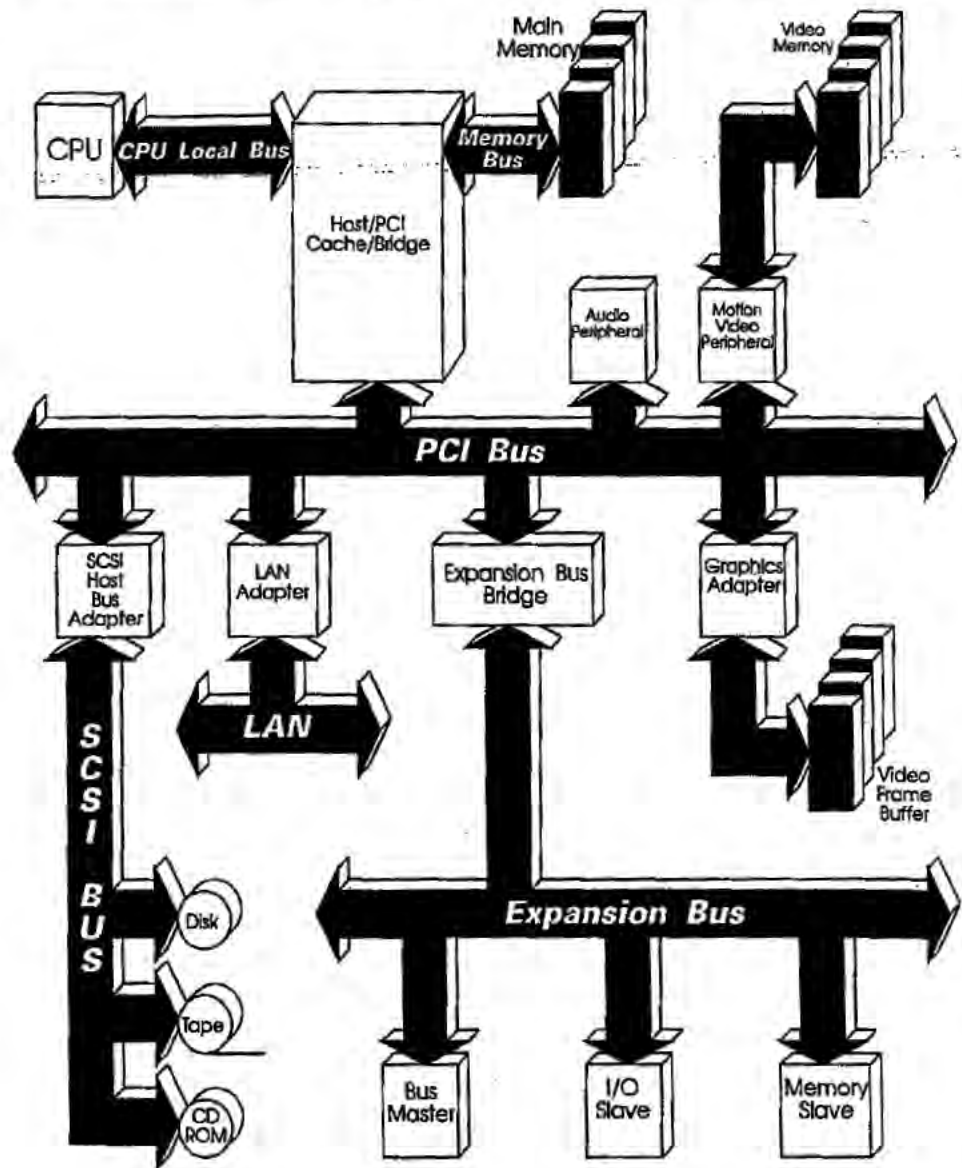 Main
Memory
Video
Memory
CPU
CPU Local Bus
Memory
Bus
Host/PCI
Cache/Bridge
Audio
Peripheral
Motion
Video
Peripheral
PCI Bus
SCSI
Host
Bus
Adapter
LAN
Adapter
Expansion Bus
Bridge
Graphics
Adapter
SCSI BUS
LAN
Video
Frame
Buffer
Disk
Expansion Bus
Tape
CD
ROM
Bus
Master
I/O
Slave
Memory
Slave